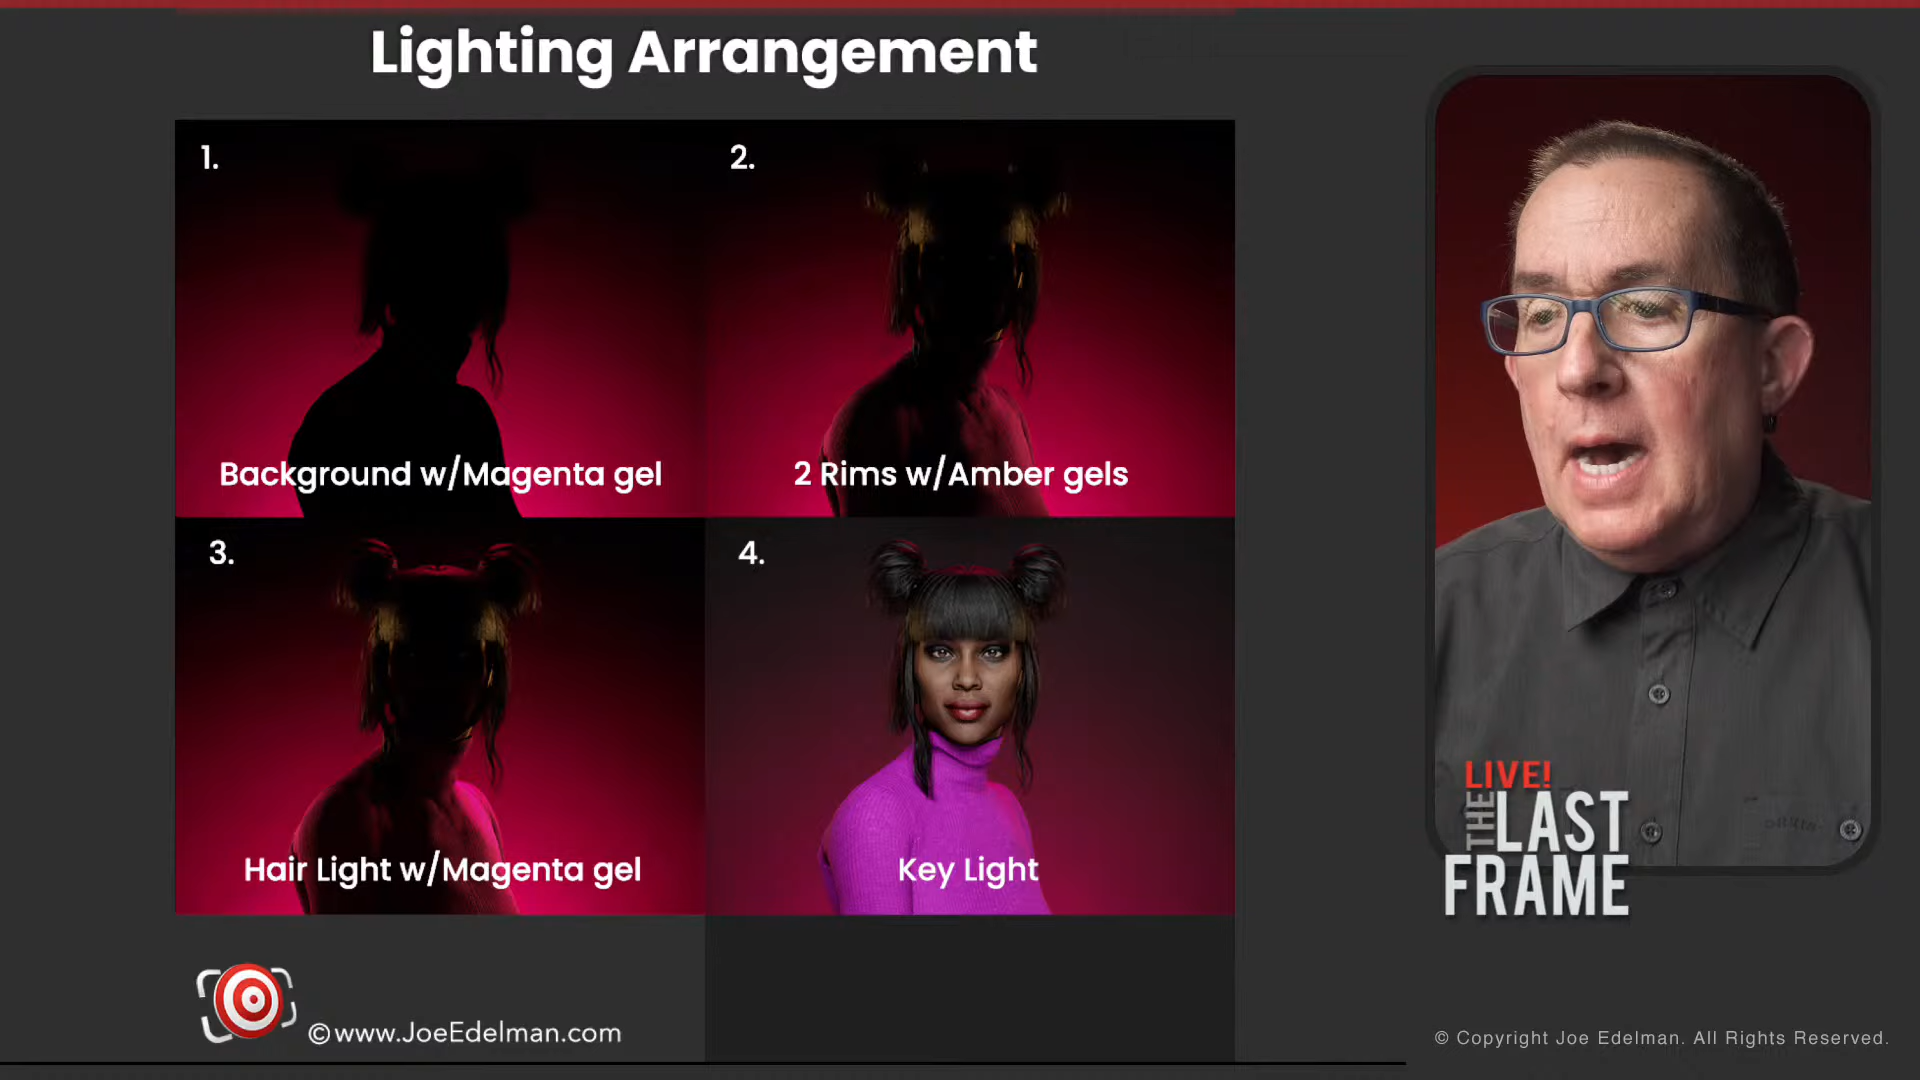 Lighting Arrangement
1.
Background w/Magenta gel
2.
2 Rims w/Amber gels
3.
Hair Light w/Magenta gel
4.
Key Light
©www.JoeEdelman.com
LIVE!
THE LAST
FRAME
© Copyright Joe Edelman. All Rights Reserved.